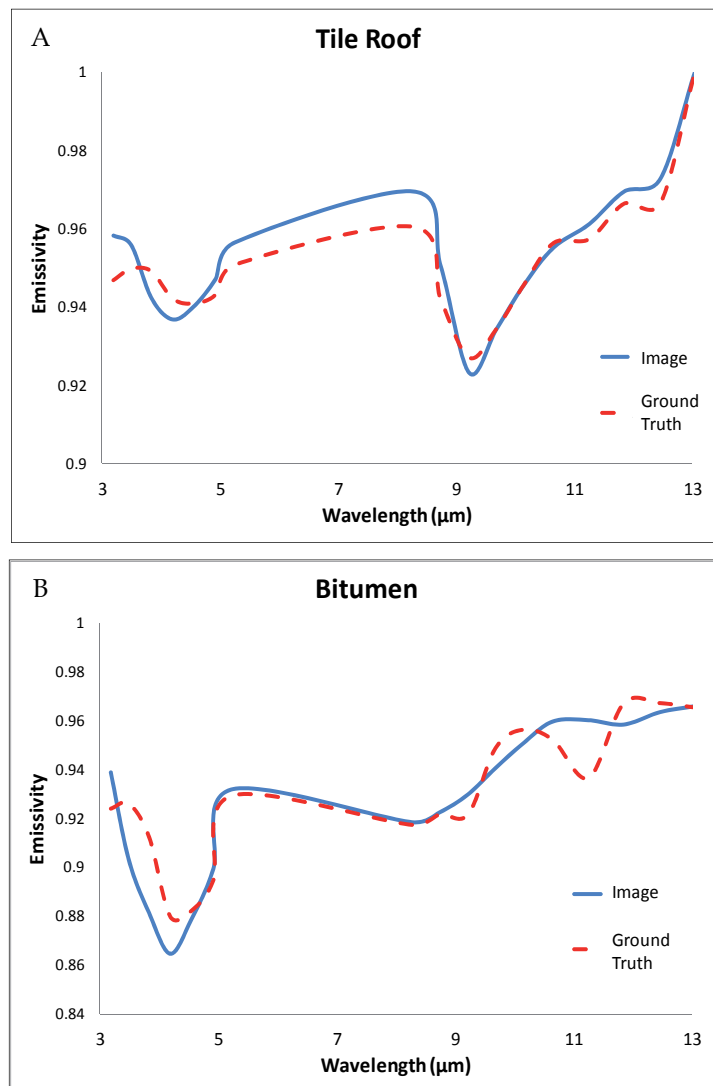 A
Tile Roof
1
0.98
0.96
0.94
0.92
0.9
Emissivity
3 5 7 9 11 13
Wavelength (µm)
Image
Ground
Truth
B
Bitumen
1
0.98
0.96
0.94
0.92
0.9
0.88
0.86
0.84
Emissivity
3 5 7 9 11 13
Wavelength (µm)
Image
Ground
Truth